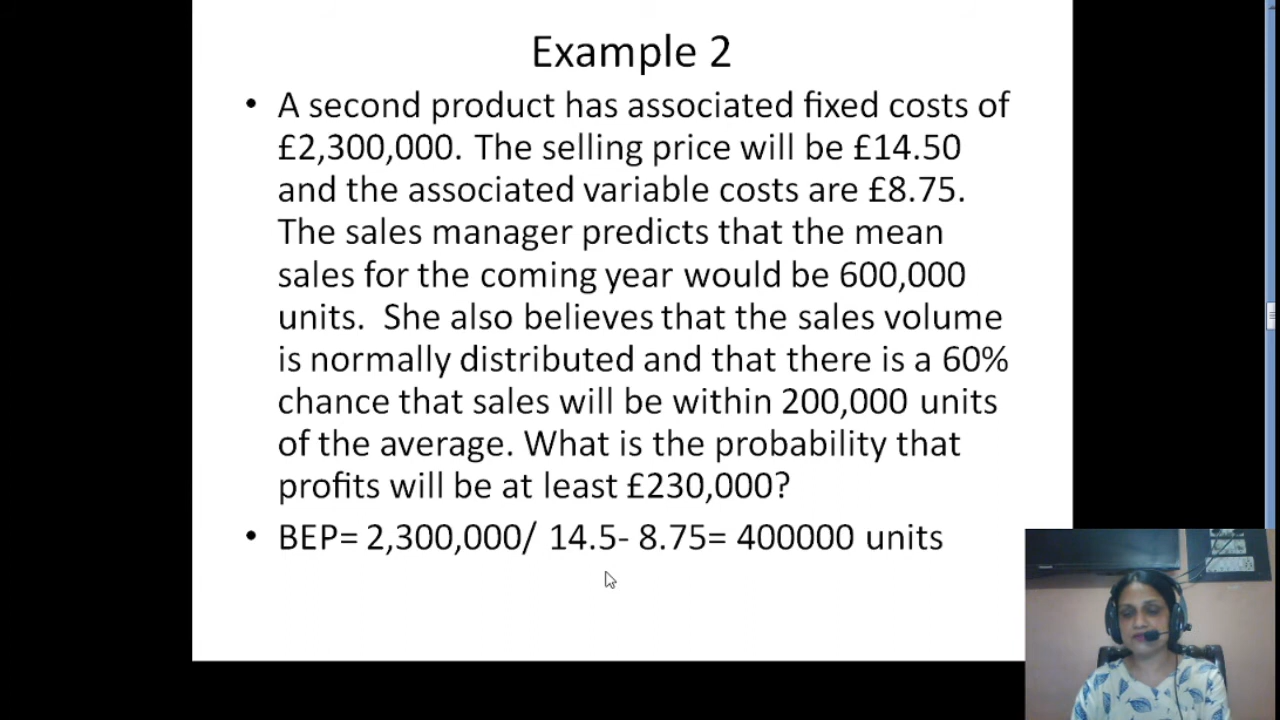 Example 2
• A second product has associated fixed costs of
£2,300,000. The selling price will be £14.50
and the associated variable costs are £8.75.
The sales manager predicts that the mean
sales for the coming year would be 600,000
units.  She also believes that the sales volume
is normally distributed and that there is a 60%
chance that sales will be within 200,000 units
of the average. What is the probability that
profits will be at least £230,000?
• BEP= 2,300,000/ 14.5- 8.75= 400000 units